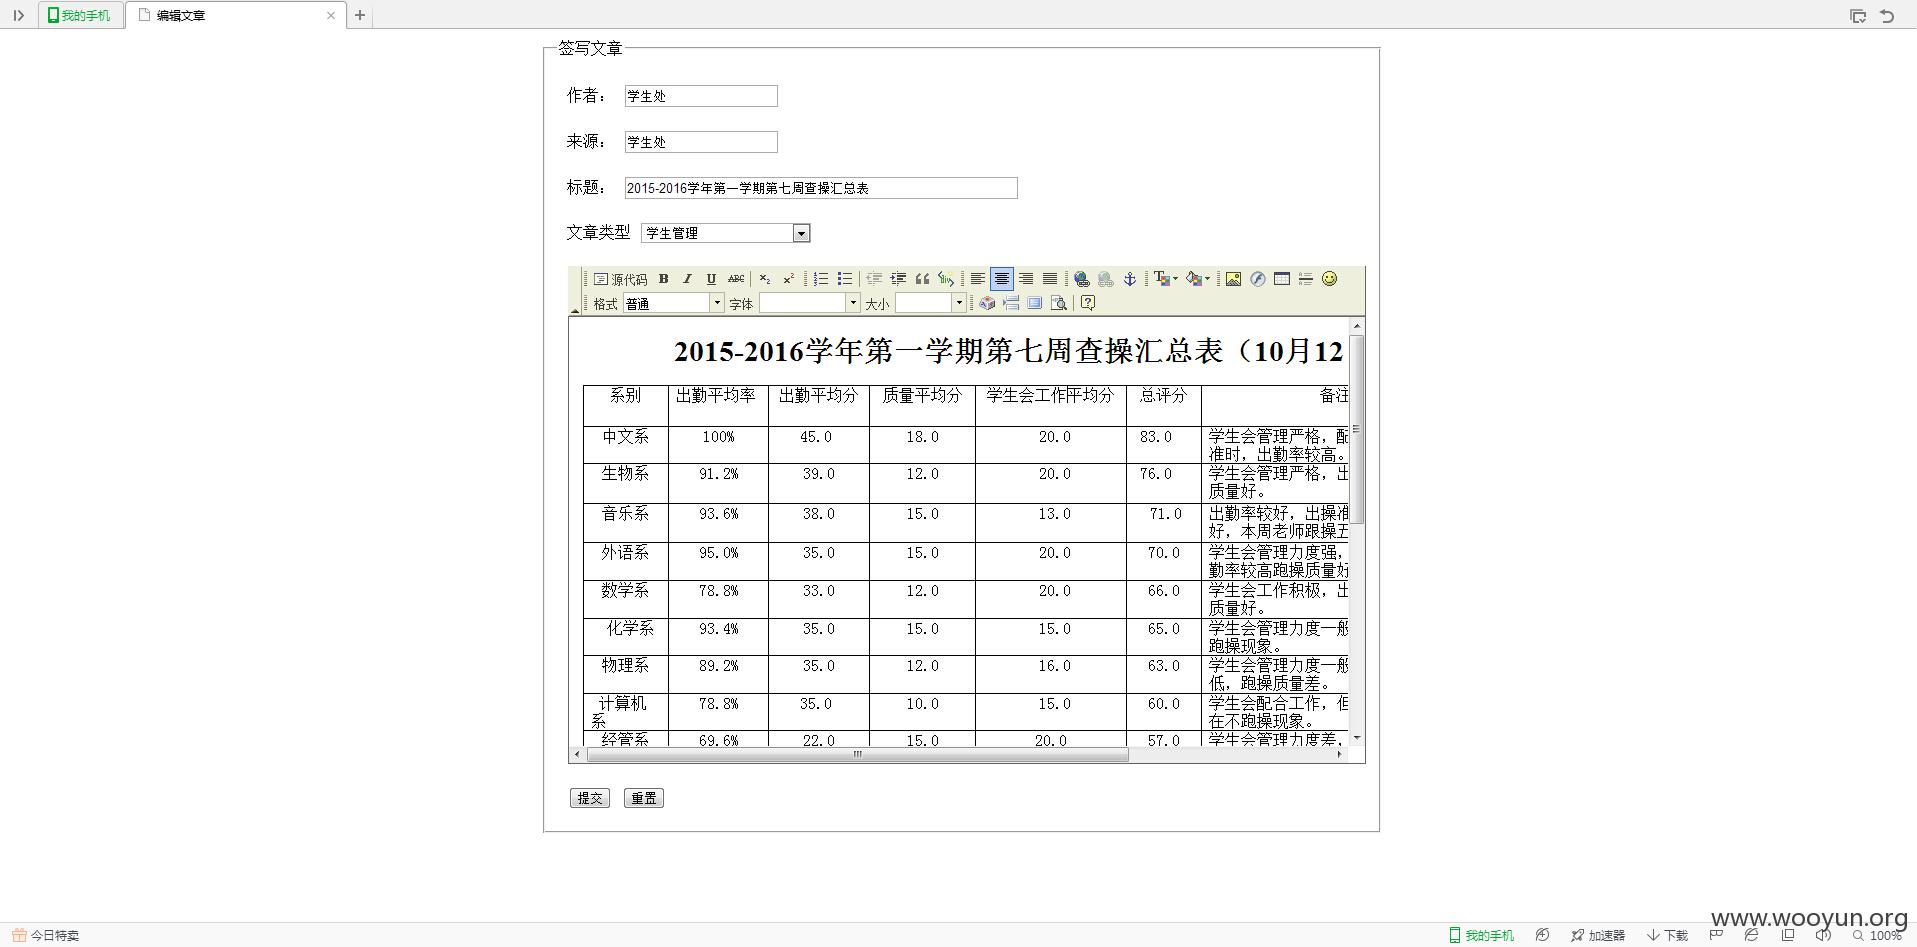 我的手机 编辑文章
签写文章
作者： 学生处
来源： 学生处
标题： 2015-2016学年第一学期第七周查操汇总表
文章类型 学生管理
源代码 B I U ABC
格式 普通 字体 大小
2015-2016学年第一学期第七周查操汇总表（10月12
系别 出勤平均率 出勤平均分 质量平均分 学生会工作平均分 总评分 备注
中文系 100% 45.0 18.0 20.0 83.0 学生会管理严格，配
准时，出勤率较高。
生物系 91.2% 39.0 12.0 20.0 76.0 学生会管理严格，出
质量好。
音乐系 93.6% 38.0 15.0 13.0 71.0 出勤率较好，出操准
好，本周老师跟操五
外语系 95.0% 35.0 15.0 20.0 70.0 学生会管理力度强，
勤率较高跑操质量好
数学系 78.8% 33.0 12.0 20.0 66.0 学生会工作积极，出
质量好。
化学系 93.4% 35.0 15.0 15.0 65.0 学生会管理力度一般
跑操现象。
物理系 89.2% 35.0 12.0 16.0 63.0 学生会管理力度一般
低，跑操质量差。
计算机 78.8% 35.0 10.0 15.0 60.0 学生会配合工作，但
系 在不跑操现象。
经管系 69.6% 22.0 15.0 20.0 57.0 学生会管理力度差，
提交 重置
www.wooyun.org
今日特卖 我的手机 加速器 下载 100%